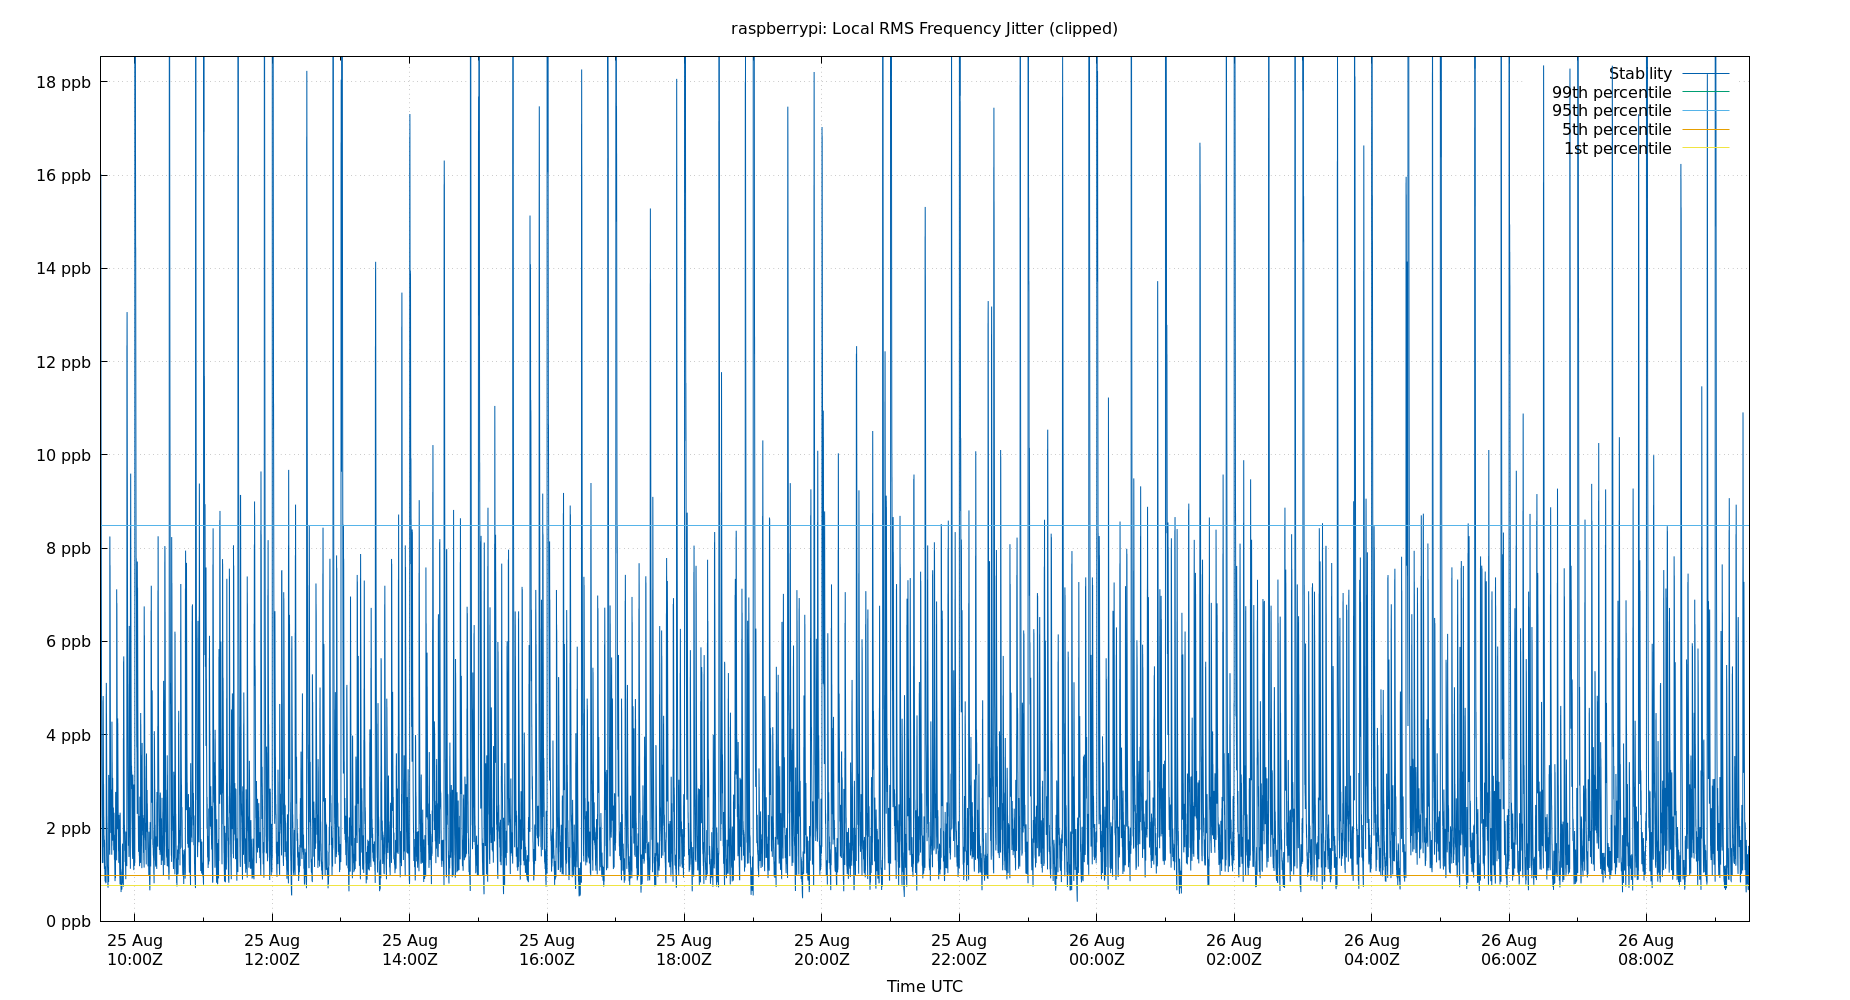 raspberrypi: Local RMS Frequency Jitter (clipped)
18 ppb
16 ppb
14 ppb
12 ppb
10 ppb
8 ppb
6 ppb
4 ppb
2 ppb
0 ppb
Stability
99th percentile
95th percentile
5th percentile
1st percentile
25 Aug 25 Aug 25 Aug 25 Aug 25 Aug 25 Aug 25 Aug 26 Aug 26 Aug 26 Aug 26 Aug 26 Aug
10:00Z 12:00Z 14:00Z 16:00Z 18:00Z 20:00Z 22:00Z 00:00Z 02:00Z 04:00Z 06:00Z 08:00Z
Time UTC